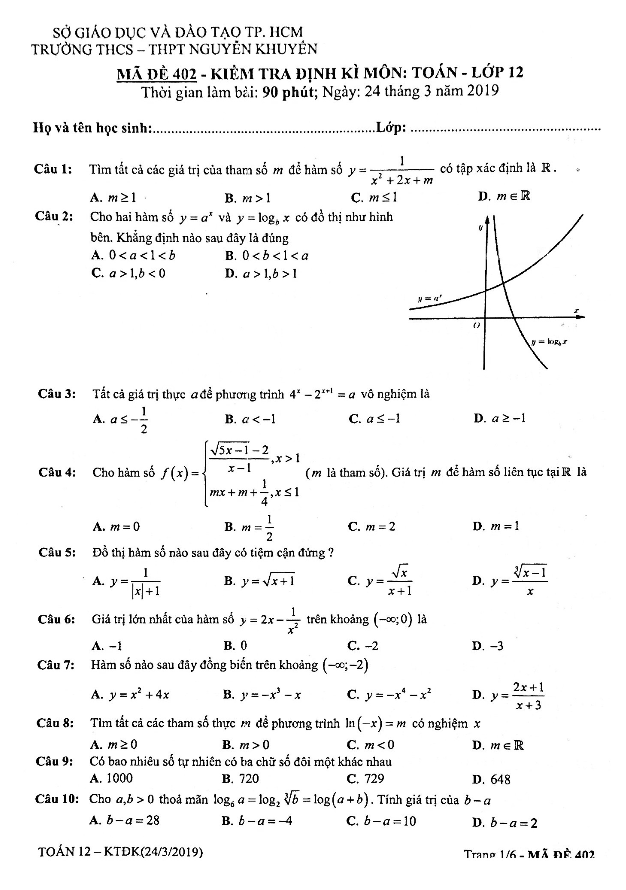 SỞ GIÁO DỤC VÀ ĐÀO TẠO TP. HCM
TRƯỜNG THCS – THPT NGUYỄN KHUYẾN
MÃ ĐỀ 402 - KIỂM TRA ĐỊNH KÌ MÔN: TOÁN - LỚP 12
Thời gian làm bài: 90 phút; Ngày: 24 tháng 3 năm 2019
Họ và tên học sinh:..........................................................Lớp: ..................................................
Câu 1: Tìm tất cả các giá trị của tham số m để hàm số y = 1/(x² + 2x + m) có tập xác định là ℝ.
A. m ≥ 1 B. m > 1 C. m ≤ 1 D. m ∈ ℝ
Câu 2: Cho hai hàm số y = aˣ và y = log_b x có đồ thị như hình
bên. Khẳng định nào sau đây là đúng
A. 0 < a < 1 < b B. 0 < b < 1 < a
C. a > 1, b < 0 D. a > 1, b > 1
y
y = aˣ
x
O
y = log_b x
Câu 3: Tất cả giá trị thực a để phương trình 4ˣ – 2ˣ⁺¹ = a vô nghiệm là
A. a ≤ -1/2 B. a < -1 C. a ≤ -1 D. a ≥ -1
Câu 4: Cho hàm số f(x) = { (√(5x-1) - 2)/(x-1) , x > 1
mx + m + 1/4 , x ≤ 1 (m là tham số). Giá trị m để hàm số liên tục tại ℝ là
A. m = 0 B. m = 1/2 C. m = 2 D. m = 1
Câu 5: Đồ thị hàm số nào sau đây có tiệm cận đứng ?
A. y = 1/(|x|+1) B. y = √(x+1) C. y = √x/(x+1) D. y = ∛(x-1)/x
Câu 6: Giá trị lớn nhất của hàm số y = 2x - 1/x² trên khoảng (-∞;0) là
A. -1 B. 0 C. -2 D. -3
Câu 7: Hàm số nào sau đây đồng biến trên khoảng (-∞;-2)
A. y = x² + 4x B. y = -x³ - x C. y = -x⁴ - x² D. y = (2x+1)/(x+3)
Câu 8: Tìm tất cả các tham số thực m để phương trình ln(-x) = m có nghiệm x
A. m ≥ 0 B. m > 0 C. m < 0 D. m ∈ ℝ
Câu 9: Có bao nhiêu số tự nhiên có ba chữ số đôi một khác nhau
A. 1000 B. 720 C. 729 D. 648
Câu 10: Cho a,b > 0 thoả mãn log₆ a = log₂ ∛b = log(a+b). Tính giá trị của b – a
A. b – a = 28 B. b – a = -4 C. b – a = 10 D. b – a = 2
TOÁN 12 – KTĐK(24/3/2019) Trang 1/6 - MÃ ĐỀ 402